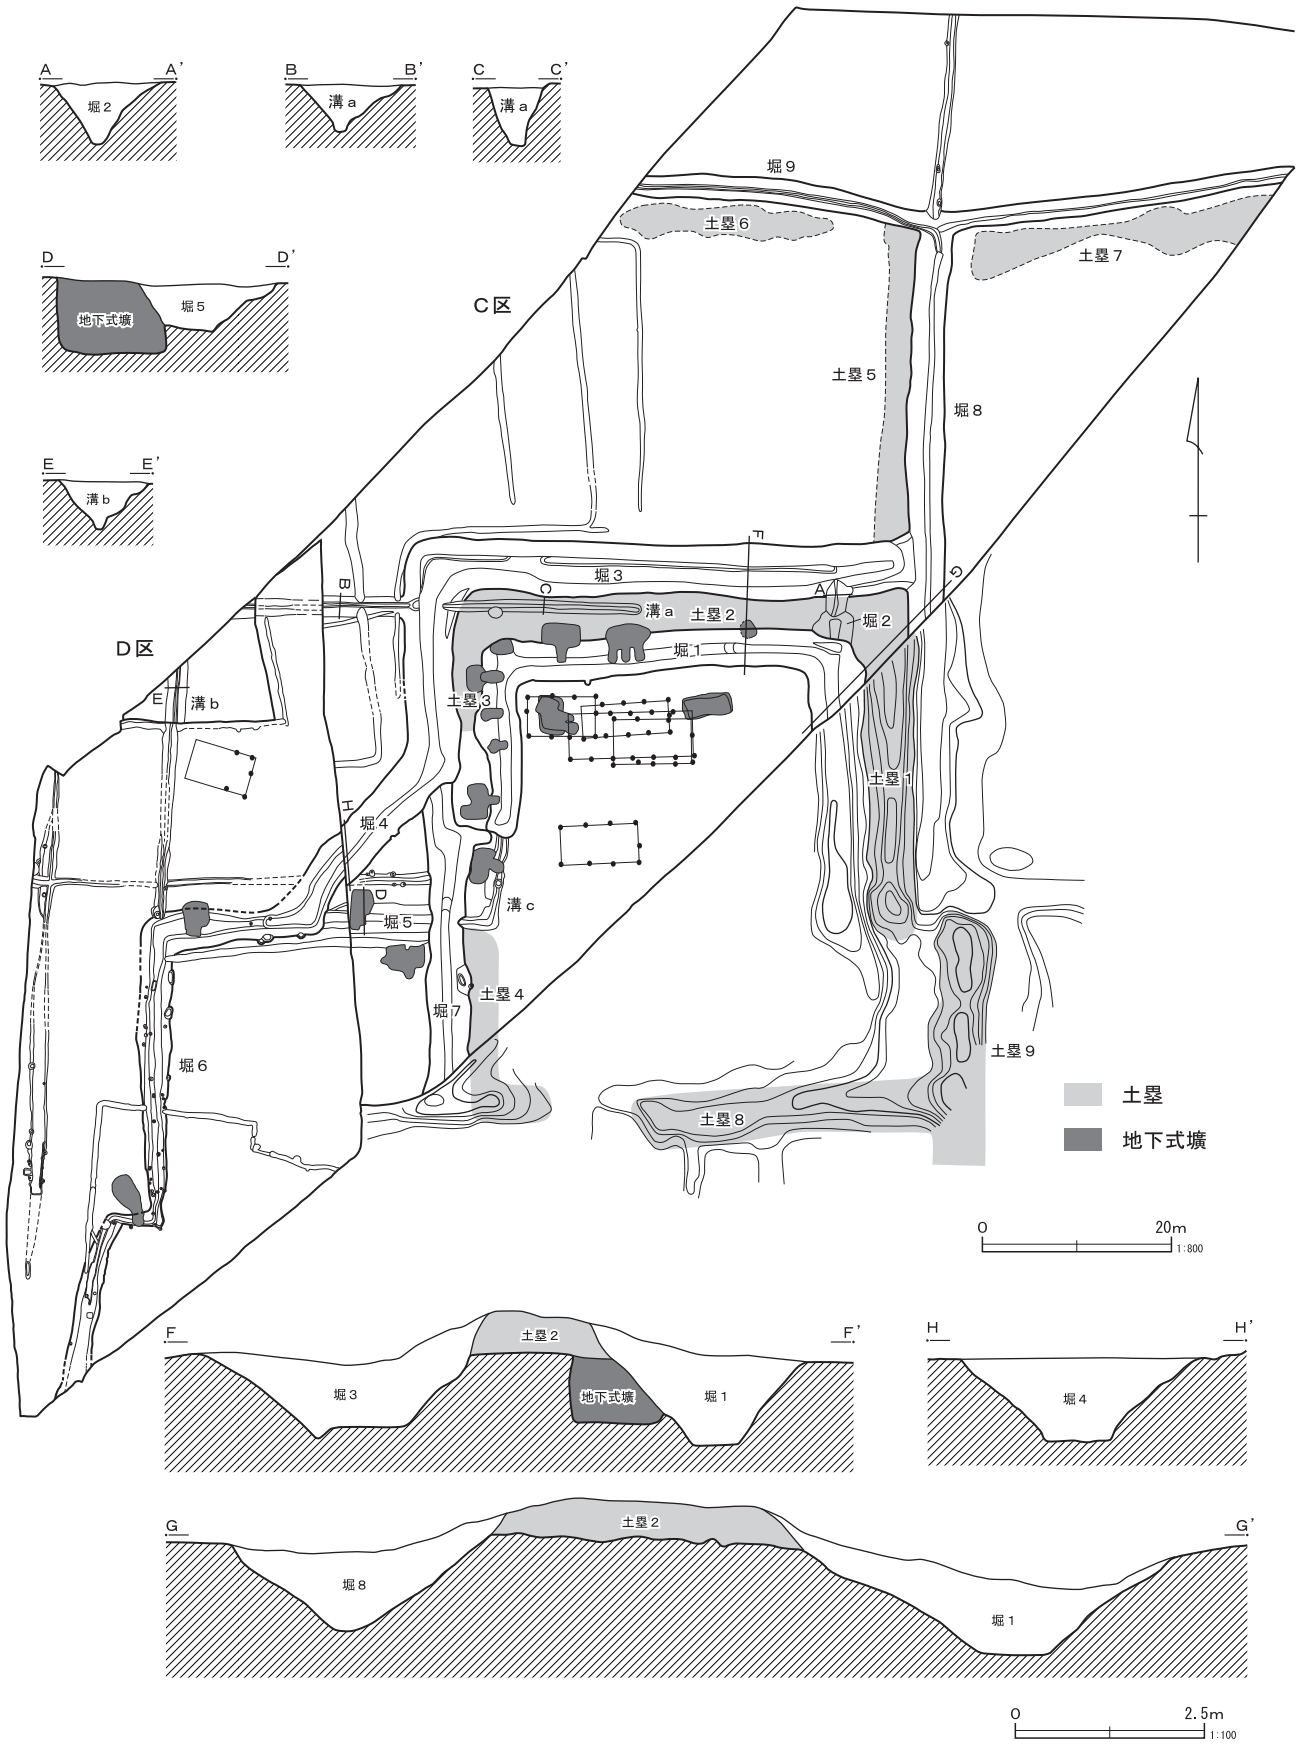 A A'
堀2
B B'
溝a
C C'
溝a
D D'
地下式壙
堀5
E E'
溝b
堀9
土塁6
土塁7
C区
土塁5
堀8
F
堀3
G
B
C
A
溝a
土塁2
堀2
D区
堀1
E
溝b
土塁3
土塁1
H
堀4
D
堀5
溝c
土塁4
堀7
土塁9
堀6
土塁
土塁8
地下式壙
0 20m
1:800
F F'
土塁2
堀3
地下式壙
堀1
H H'
堀4
G G'
土塁2
堀8
堀1
0 2.5m
1:100